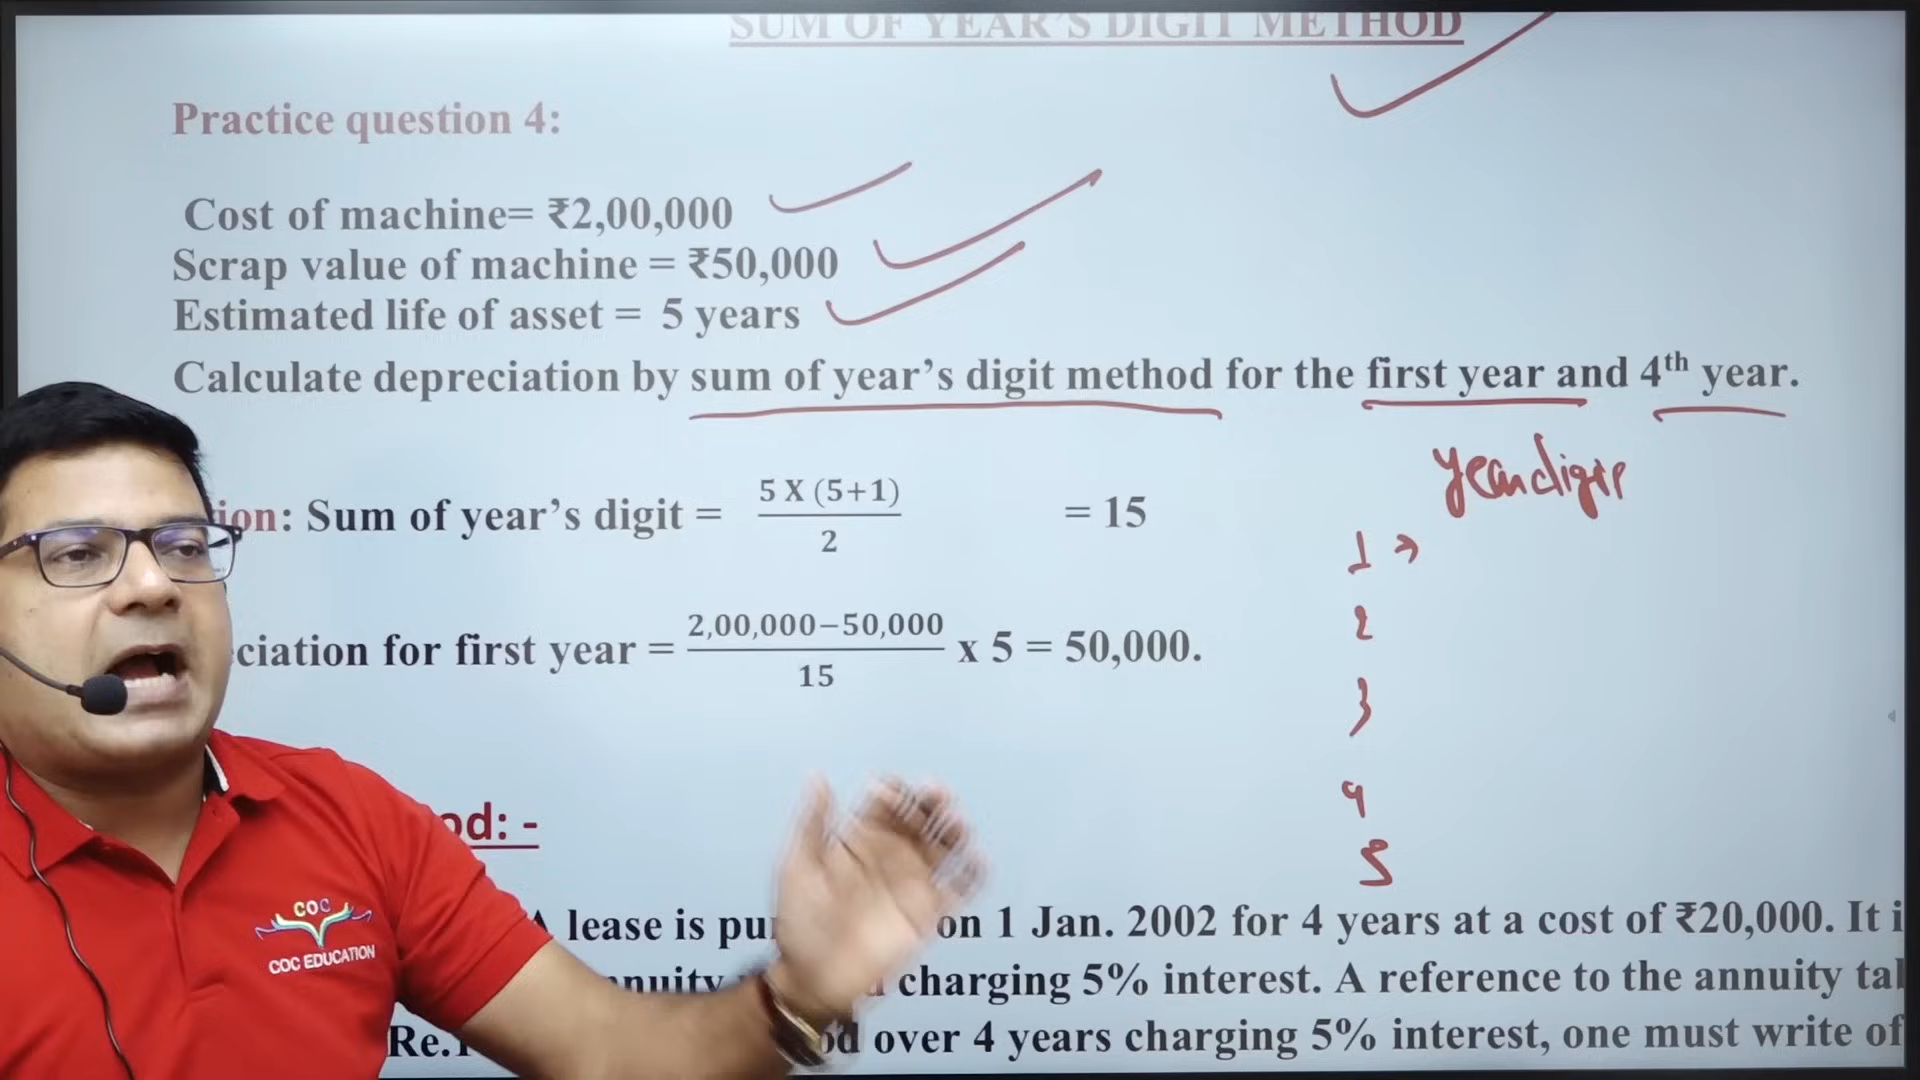 SUM OF YEAR'S DIGIT METHOD
Practice question 4:
Cost of machine= ₹2,00,000
Scrap value of machine = ₹50,000
Estimated life of asset = 5 years
Calculate depreciation by sum of year's digit method for the first year and 4th year.
year digit
ion: Sum of year's digit = 5 X (5+1) / 2 = 15
1 →
2
ciation for first year = 2,00,000−50,000 / 15 x 5 = 50,000.
3
4
od: -
5
A lease is pu on 1 Jan. 2002 for 4 years at a cost of ₹20,000. It i
nnuity charging 5% interest. A reference to the annuity tal
Re.1 od over 4 years charging 5% interest, one must write of
COC
COC EDUCATION